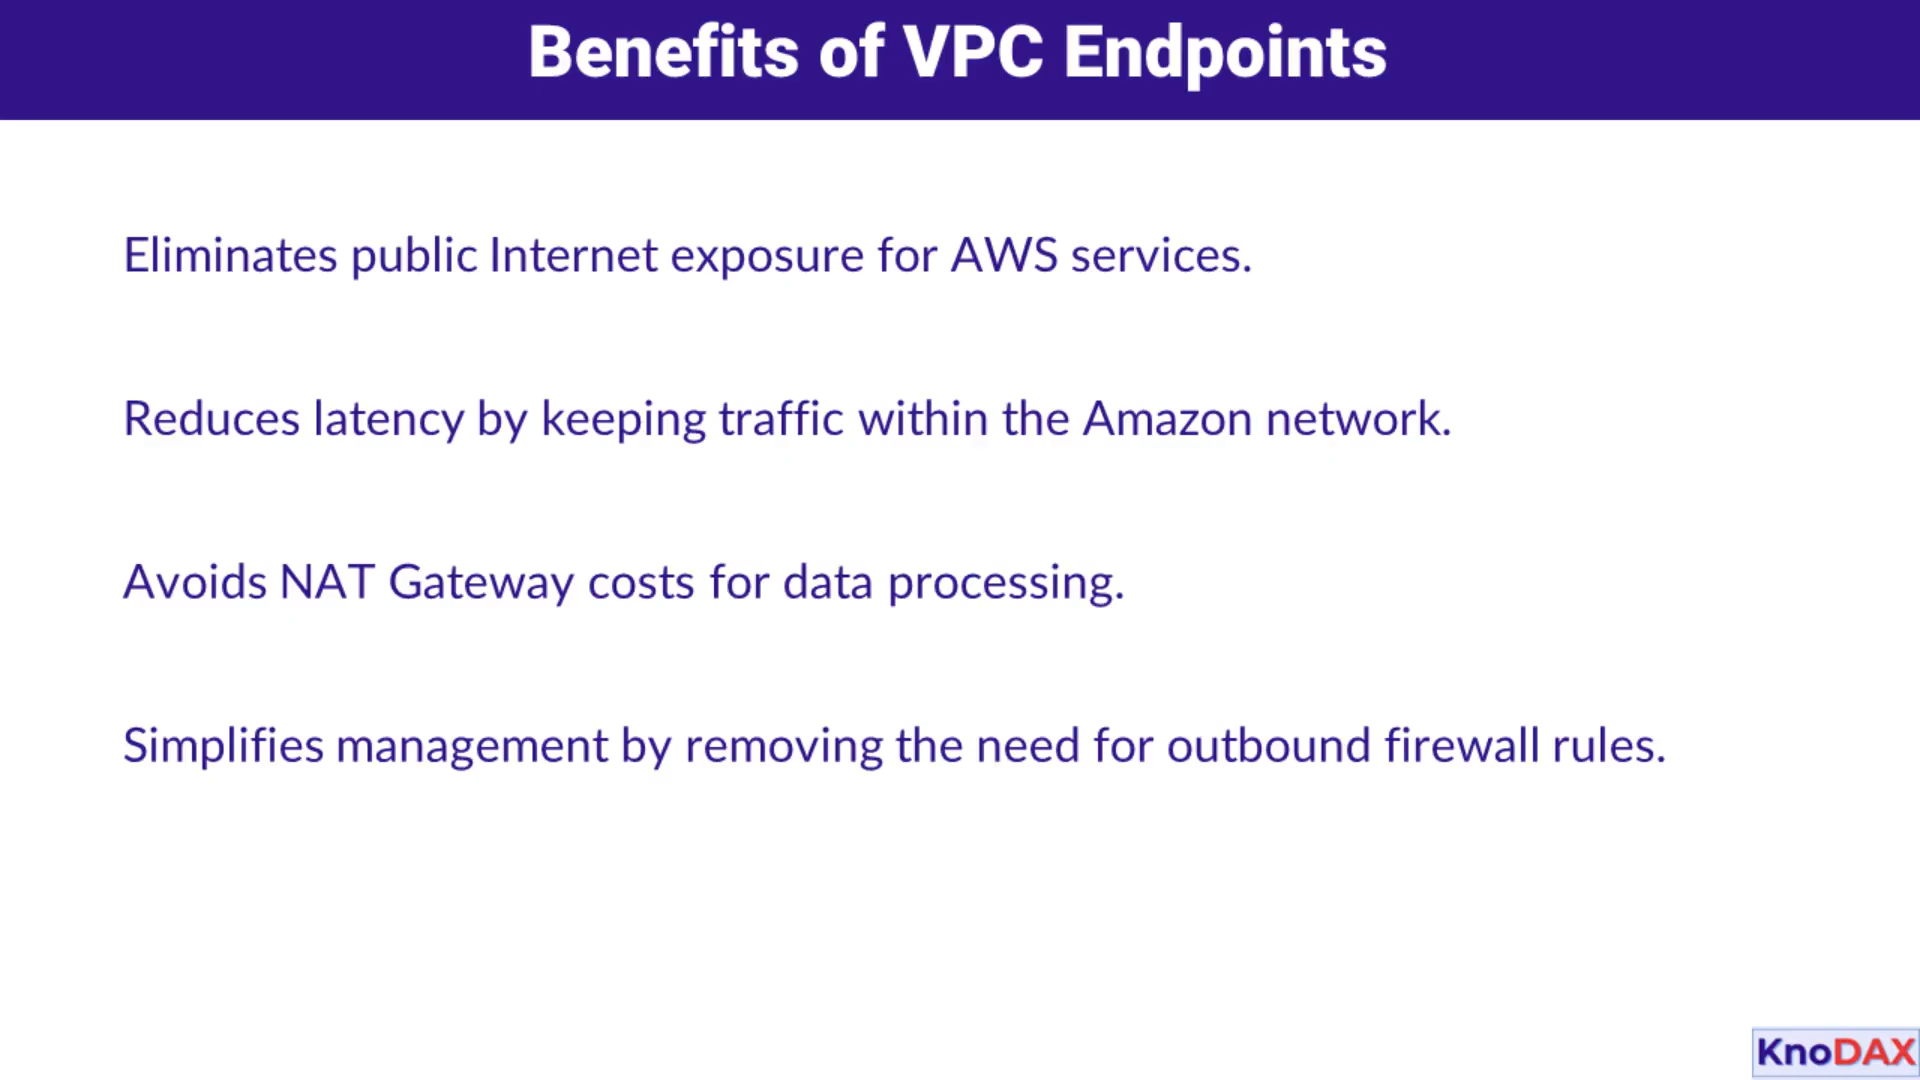 Benefits of VPC Endpoints
Eliminates public Internet exposure for AWS services.
Reduces latency by keeping traffic within the Amazon network.
Avoids NAT Gateway costs for data processing.
Simplifies management by removing the need for outbound firewall rules.
KnoDAX